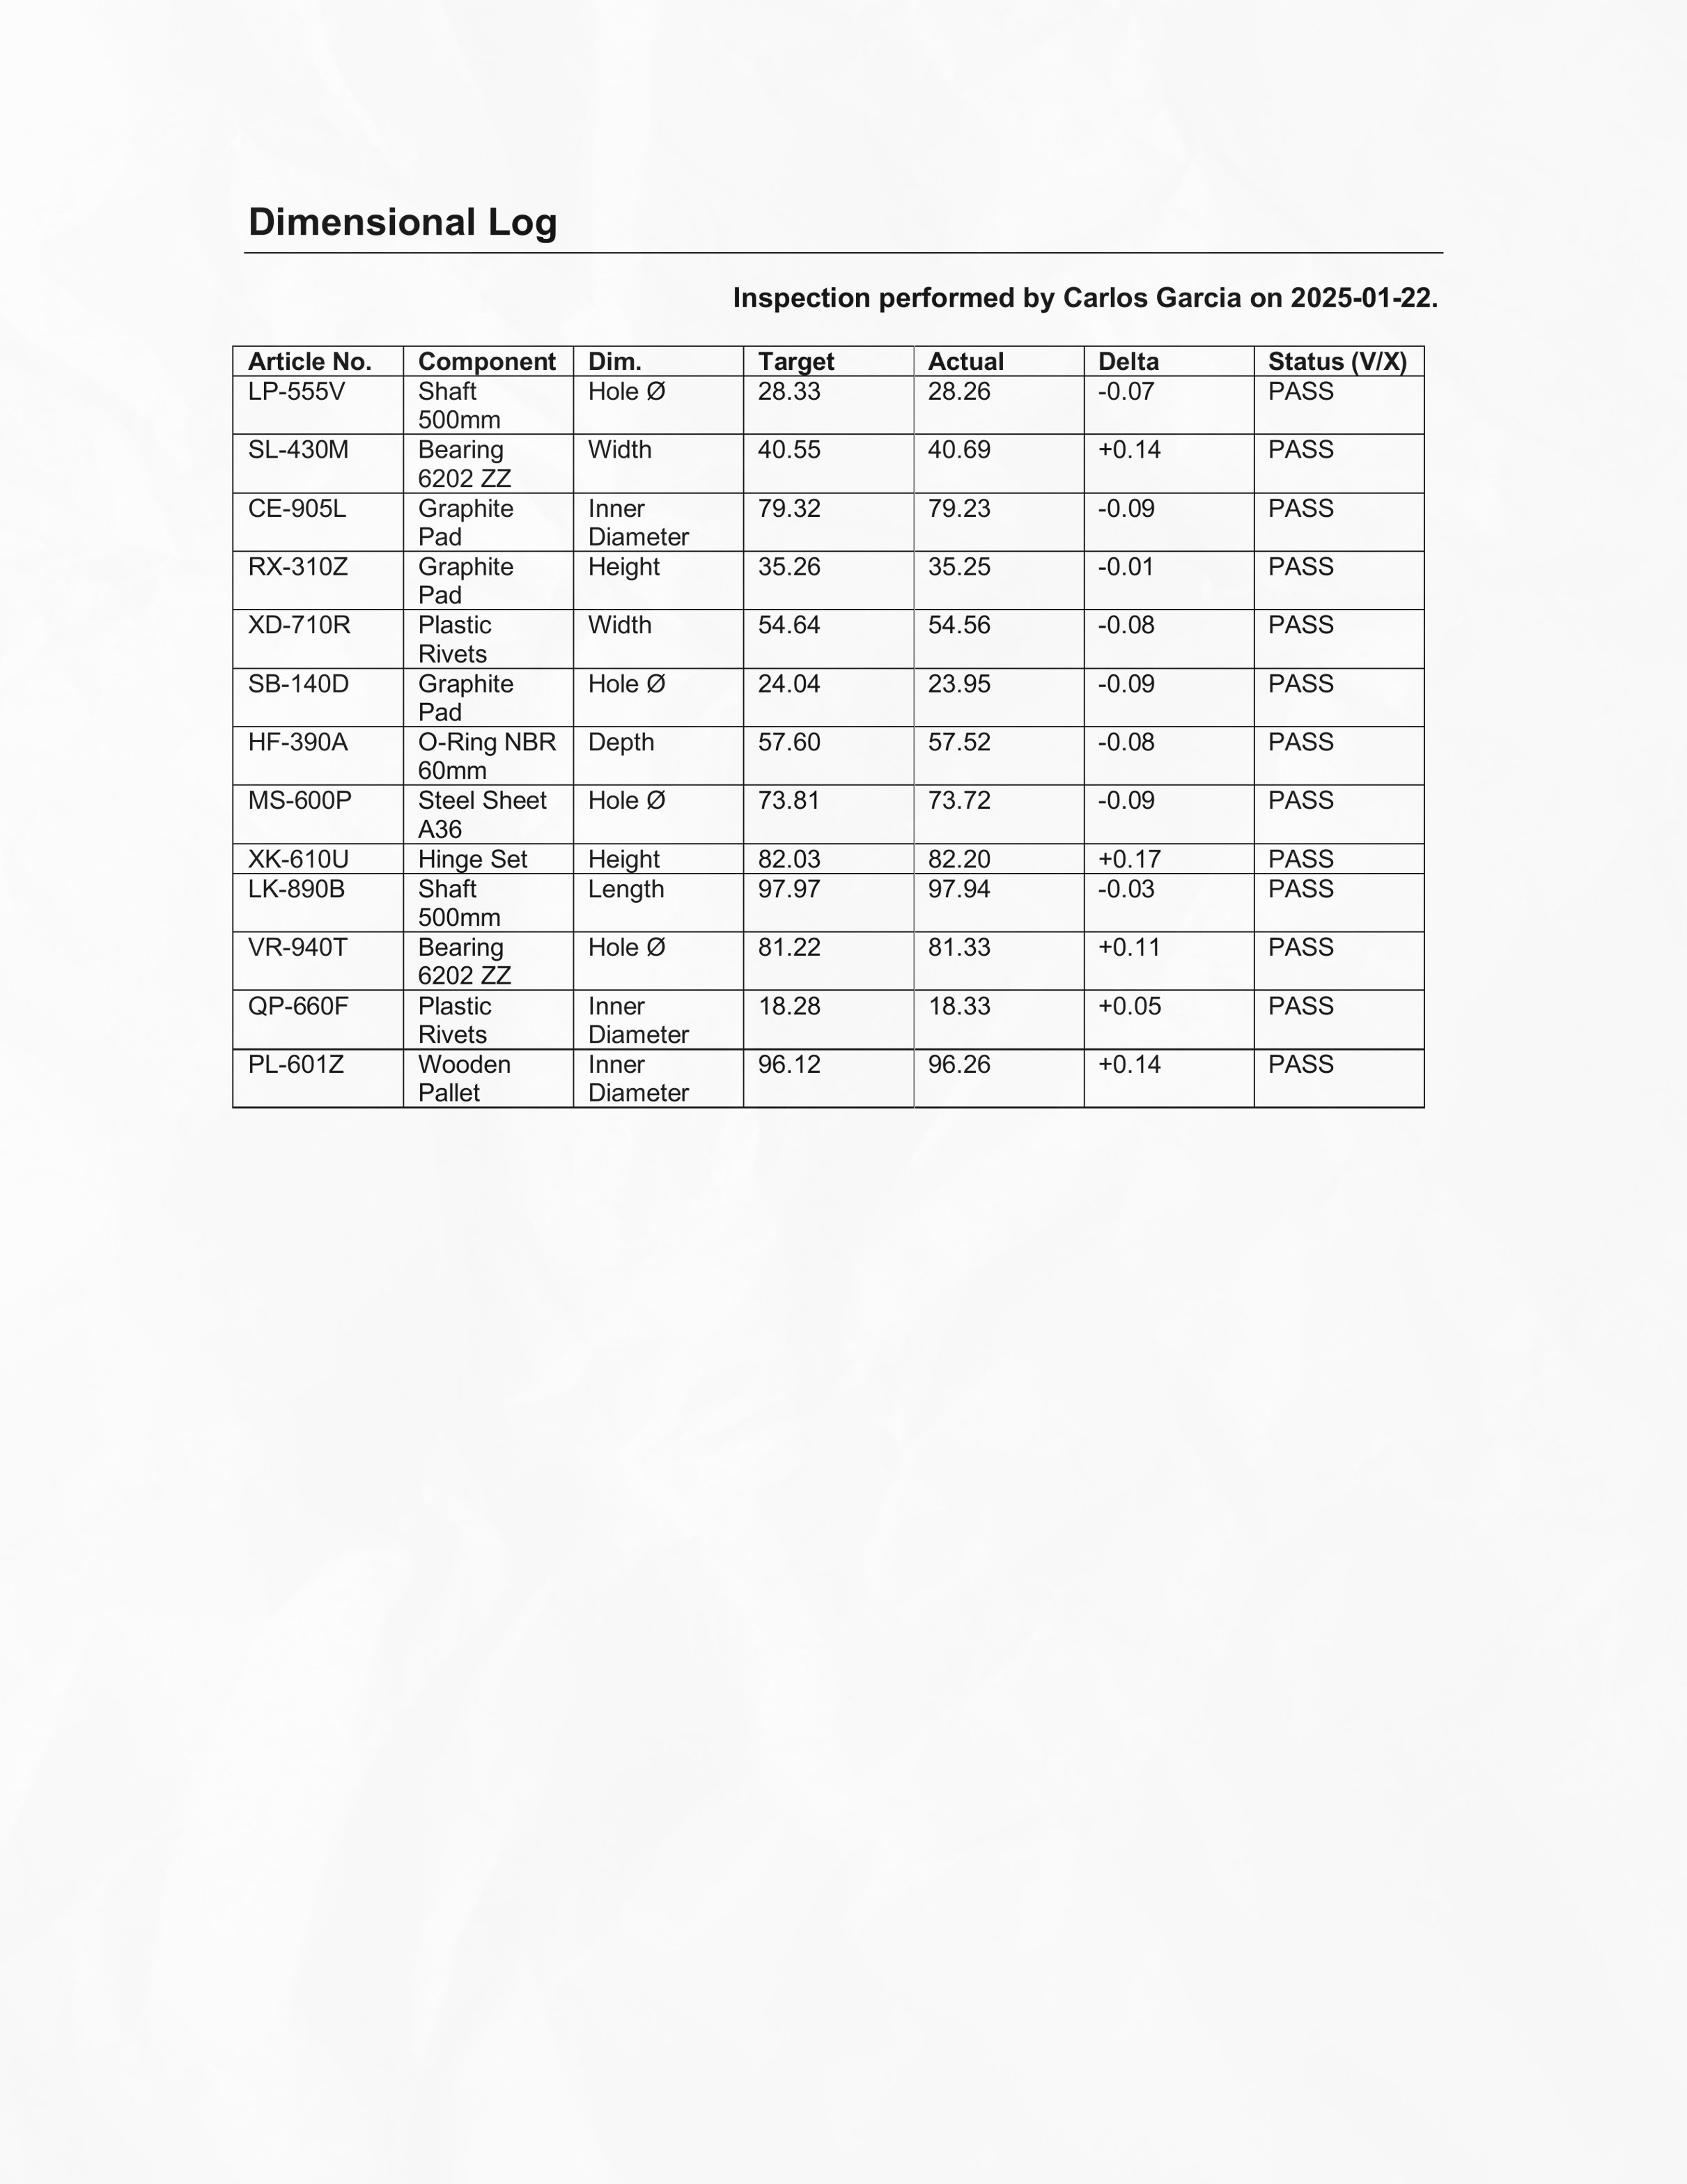 Dimensional Log
Inspection performed by Carlos Garcia on 2025-01-22.
Article No. Component Dim. Target Actual Delta Status (V/X)
LP-555V Shaft 500mm Hole Ø 28.33 28.26 -0.07 PASS
SL-430M Bearing 6202 ZZ Width 40.55 40.69 +0.14 PASS
CE-905L Graphite Pad Inner Diameter 79.32 79.23 -0.09 PASS
RX-310Z Graphite Pad Height 35.26 35.25 -0.01 PASS
XD-710R Plastic Rivets Width 54.64 54.56 -0.08 PASS
SB-140D Graphite Pad Hole Ø 24.04 23.95 -0.09 PASS
HF-390A O-Ring NBR 60mm Depth 57.60 57.52 -0.08 PASS
MS-600P Steel Sheet A36 Hole Ø 73.81 73.72 -0.09 PASS
XK-610U Hinge Set Height 82.03 82.20 +0.17 PASS
LK-890B Shaft 500mm Length 97.97 97.94 -0.03 PASS
VR-940T Bearing 6202 ZZ Hole Ø 81.22 81.33 +0.11 PASS
QP-660F Plastic Rivets Inner Diameter 18.28 18.33 +0.05 PASS
PL-601Z Wooden Pallet Inner Diameter 96.12 96.26 +0.14 PASS